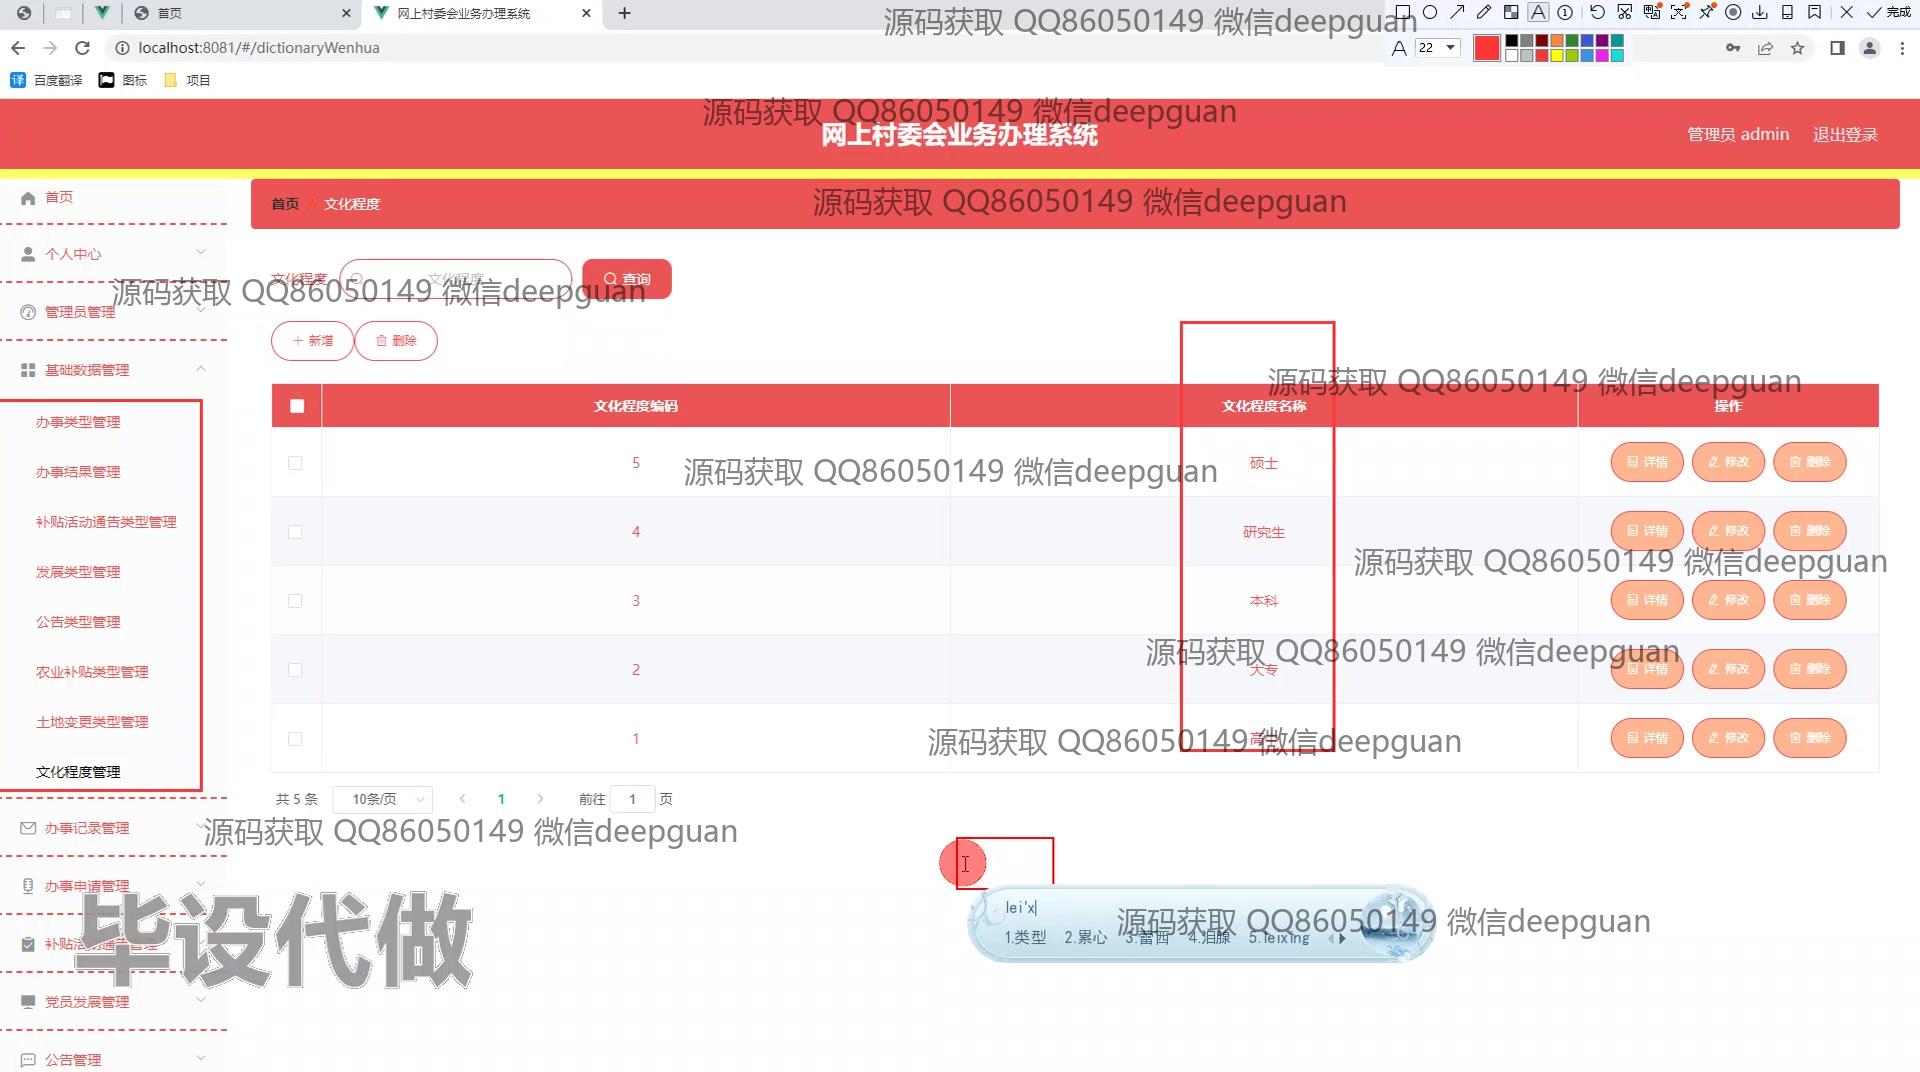 首页
网上村委会业务办理系统
22
完成
localhost:8081/#/dictionaryWenhua
百度翻译 图标 项目
源码获取 QQ86050149 微信deepguan
源码获取 QQ86050149 微信deepguan
网上村委会业务办理系统
管理员 admin 退出登录
首页
首页 / 文化程度
源码获取 QQ86050149 微信deepguan
个人中心
文化程度 文化程度 查询
源码获取 QQ86050149 微信deepguan
管理员管理
新增 删除
基础数据管理
源码获取 QQ86050149 微信deepguan
文化程度编码 文化程度名称 操作
办事类型管理
5 硕士 详情 修改 删除
办事结果管理
源码获取 QQ86050149 微信deepguan
补贴活动通告类型管理
4 研究生 详情 修改 删除
源码获取 QQ86050149 微信deepguan
发展类型管理
3 本科 详情 修改 删除
公告类型管理
源码获取 QQ86050149 微信deepguan
农业补贴类型管理
2 大专 详情 修改 删除
土地变更类型管理
1 详情 修改 删除
源码获取 QQ86050149 微信deepguan
文化程度管理
共 5 条 10条/页 1 前往 1 页
办事记录管理
源码获取 QQ86050149 微信deepguan
办事申请管理
lei'x
源码获取 QQ86050149 微信deepguan
1.类型 2.累心 3.蕾西 4.泪腺 5.leixing
毕设代做
党员发展管理
公告管理